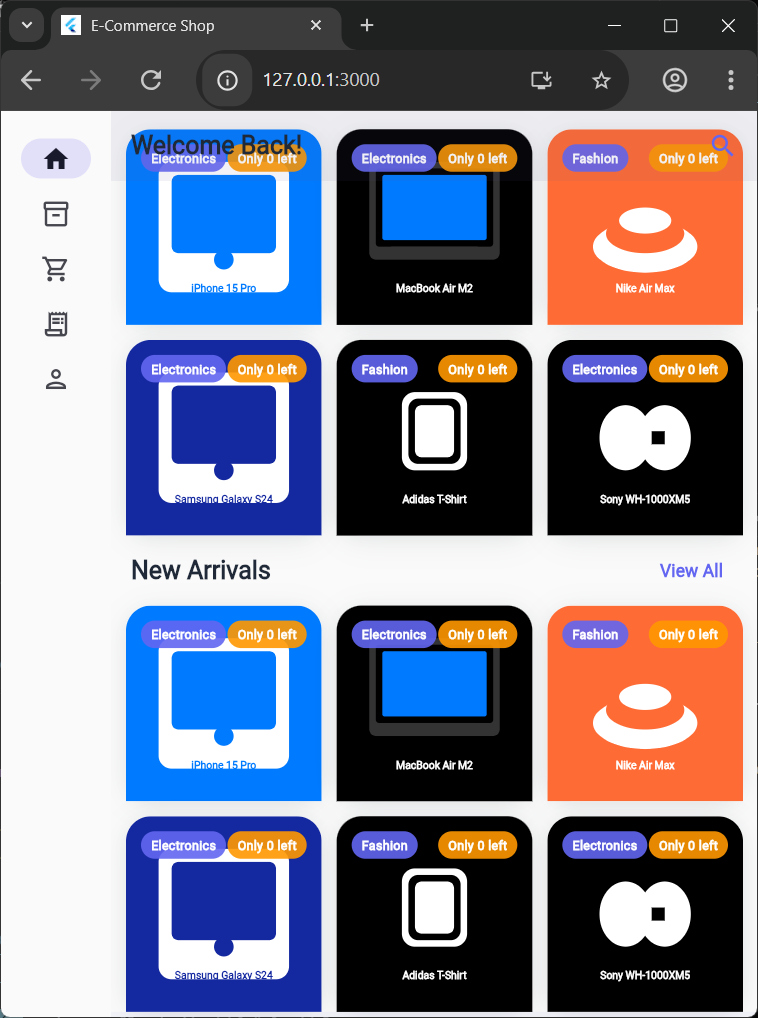 E-Commerce Shop
127.0.0.1:3000
Welcome Back!
Electronics Only 0 left Electronics Only 0 left Fashion Only 0 left
iPhone 15 Pro MacBook Air M2 Nike Air Max
Electronics Only 0 left Fashion Only 0 left Electronics Only 0 left
Samsung Galaxy S24 Adidas T-Shirt Sony WH-1000XM5
New Arrivals View All
Electronics Only 0 left Electronics Only 0 left Fashion Only 0 left
iPhone 15 Pro MacBook Air M2 Nike Air Max
Electronics Only 0 left Fashion Only 0 left Electronics Only 0 left
Samsung Galaxy S24 Adidas T-Shirt Sony WH-1000XM5